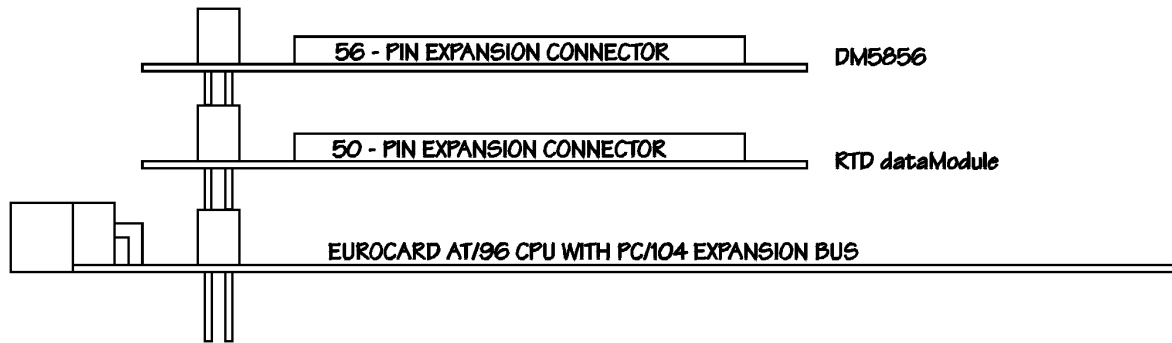 56 - PIN EXPANSION CONNECTOR
DM5856
50 - PIN EXPANSION CONNECTOR
RTD dataModule
EUROCARD AT/96 CPU WITH PC/104 EXPANSION BUS